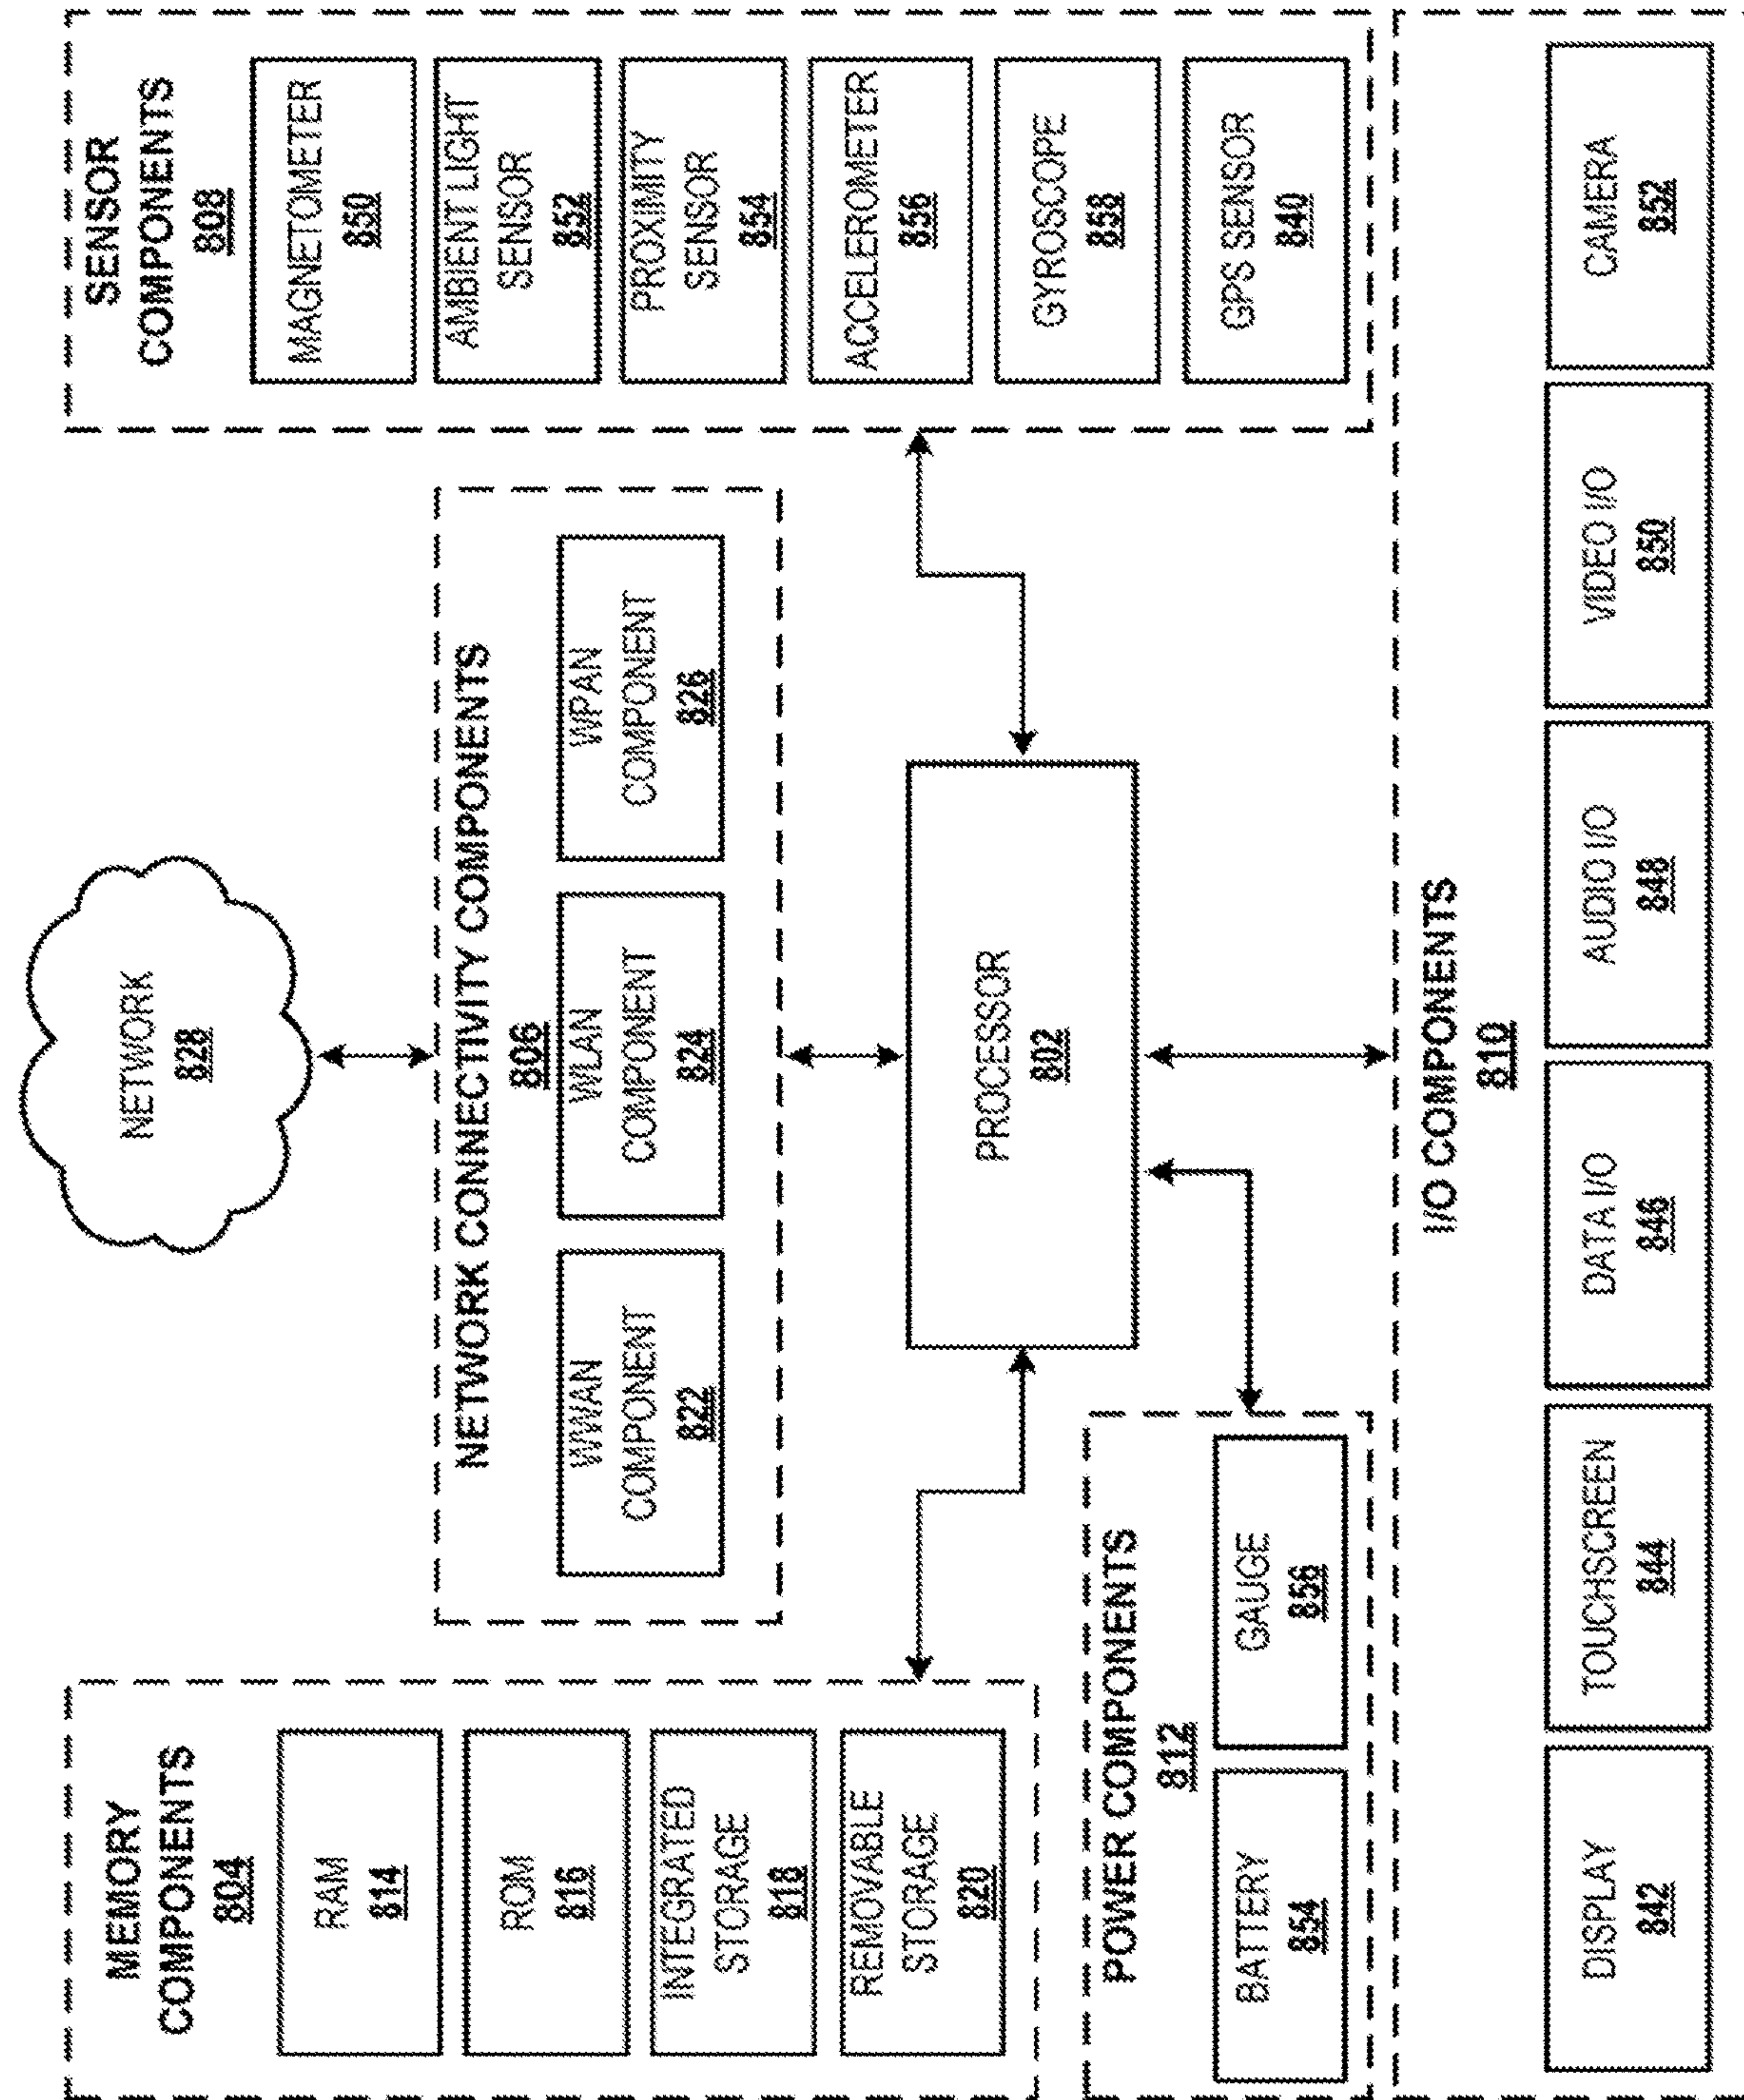 MEMORY
COMPONENTS
804
RAM
814
ROM
816
INTEGRATED
STORAGE
818
REMOVABLE
STORAGE
820
NETWORK
828
NETWORK CONNECTIVITY COMPONENTS
806
WWAN
COMPONENT
822
WLAN
COMPONENT
824
WPAN
COMPONENT
826
SENSOR
COMPONENTS
808
MAGNETOMETER
850
AMBIENT LIGHT
SENSOR
852
PROXIMITY
SENSOR
854
ACCELEROMETER
856
GYROSCOPE
858
GPS SENSOR
840
PROCESSOR
802
POWER COMPONENTS
812
BATTERY
854
GAUGE
856
I/O COMPONENTS
810
DISPLAY
842
TOUCHSCREEN
844
DATA I/O
846
AUDIO I/O
848
VIDEO I/O
850
CAMERA
852